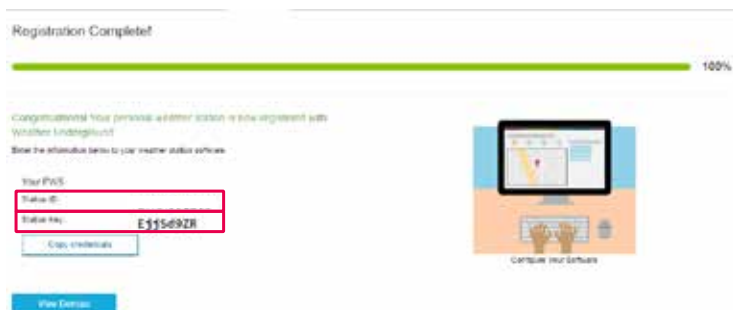 Registration Complete!
100%
Congratulations! Your personal weather station is now registered with
Weather Underground
Enter the information below to your weather station software
Your PWS
Station ID:
Station Key:
EjjSd9ZR
Copy credentials
Configure Your Software
View Devices